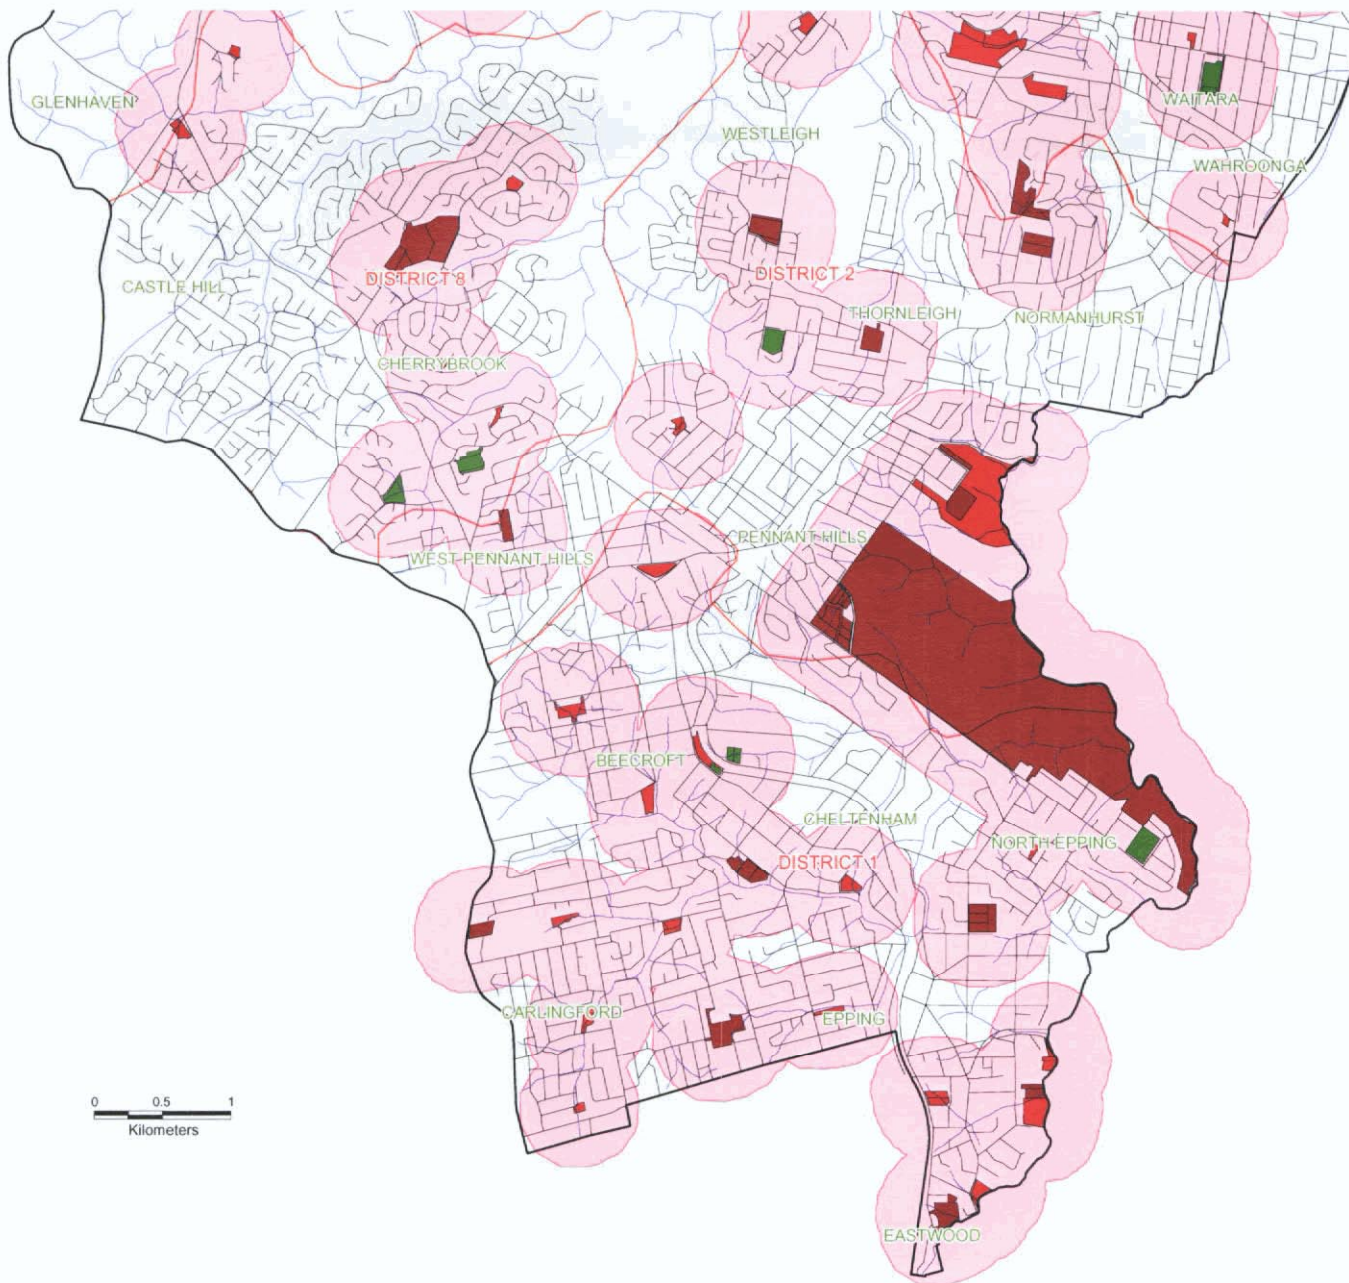 GLENHAVEN
WAITARA
WESTLEIGH
WAHROONGA
DISTRICT 8
DISTRICT 2
CASTLE HILL
THORNLEIGH
NORMANHURST
CHERRYBROOK
PENNANT HILLS
WEST PENNANT HILLS
BEECROFT
CHELTENHAM
NORTH EPPING
DISTRICT 1
CARLINGFORD
EPPING
0 0.5 1
Kilometers
EASTWOOD